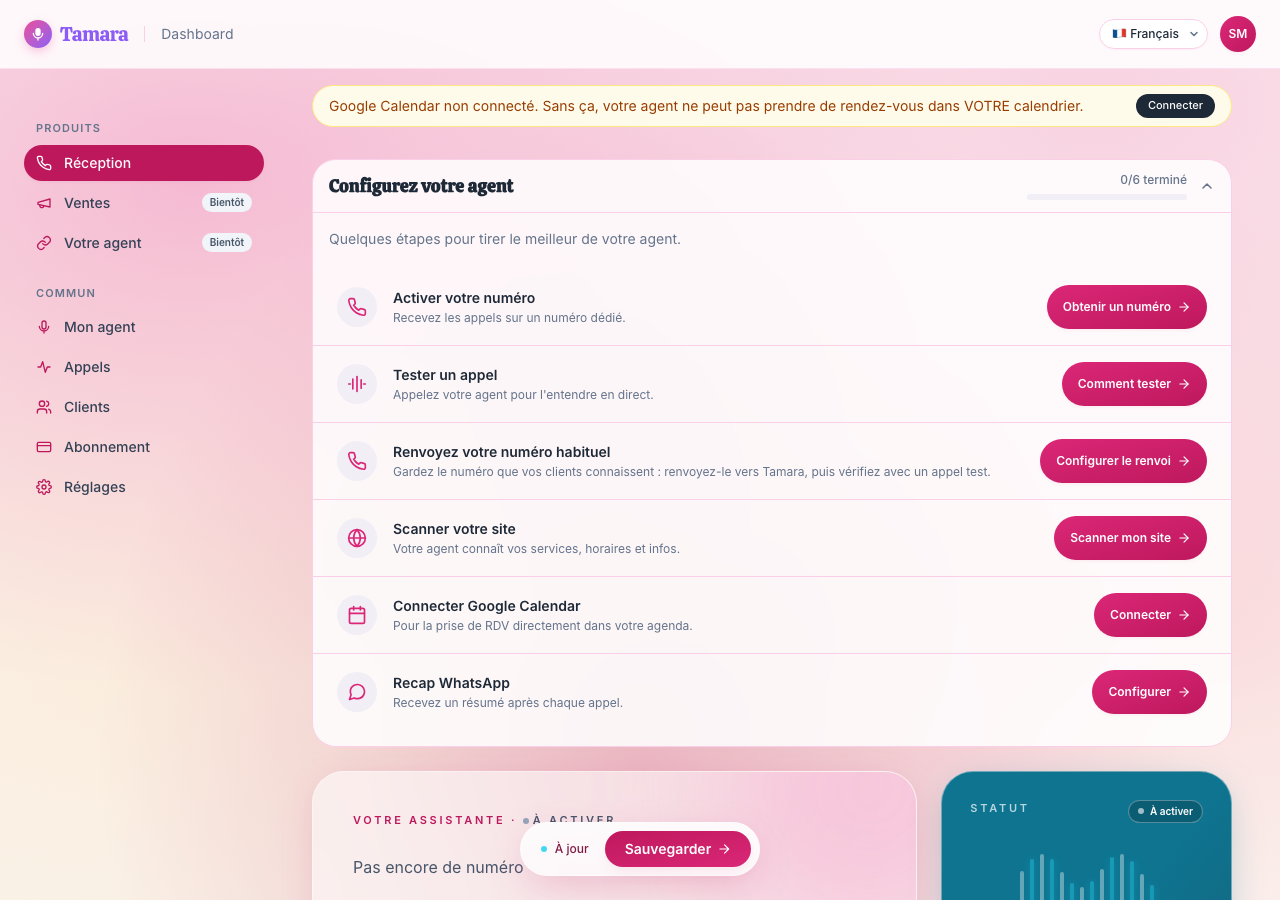 Tamara
Dashboard
Français
SM
Google Calendar non connecté. Sans ça, votre agent ne peut pas prendre de rendez-vous dans VOTRE calendrier.
Connecter
PRODUITS
Réception
Ventes
Bientôt
Votre agent
Bientôt
COMMUN
Mon agent
Appels
Clients
Abonnement
Réglages
Configurez votre agent
0/6 terminé
Quelques étapes pour tirer le meilleur de votre agent.
Activer votre numéro
Recevez les appels sur un numéro dédié.
Obtenir un numéro
Tester un appel
Appelez votre agent pour l'entendre en direct.
Comment tester
Renvoyez votre numéro habituel
Gardez le numéro que vos clients connaissent : renvoyez-le vers Tamara, puis vérifiez avec un appel test.
Configurer le renvoi
Scanner votre site
Votre agent connaît vos services, horaires et infos.
Scanner mon site
Connecter Google Calendar
Pour la prise de RDV directement dans votre agenda.
Connecter
Recap WhatsApp
Recevez un résumé après chaque appel.
Configurer
VOTRE ASSISTANTE · À ACTIVER
Pas encore de numéro
À jour
Sauvegarder
STATUT
À activer